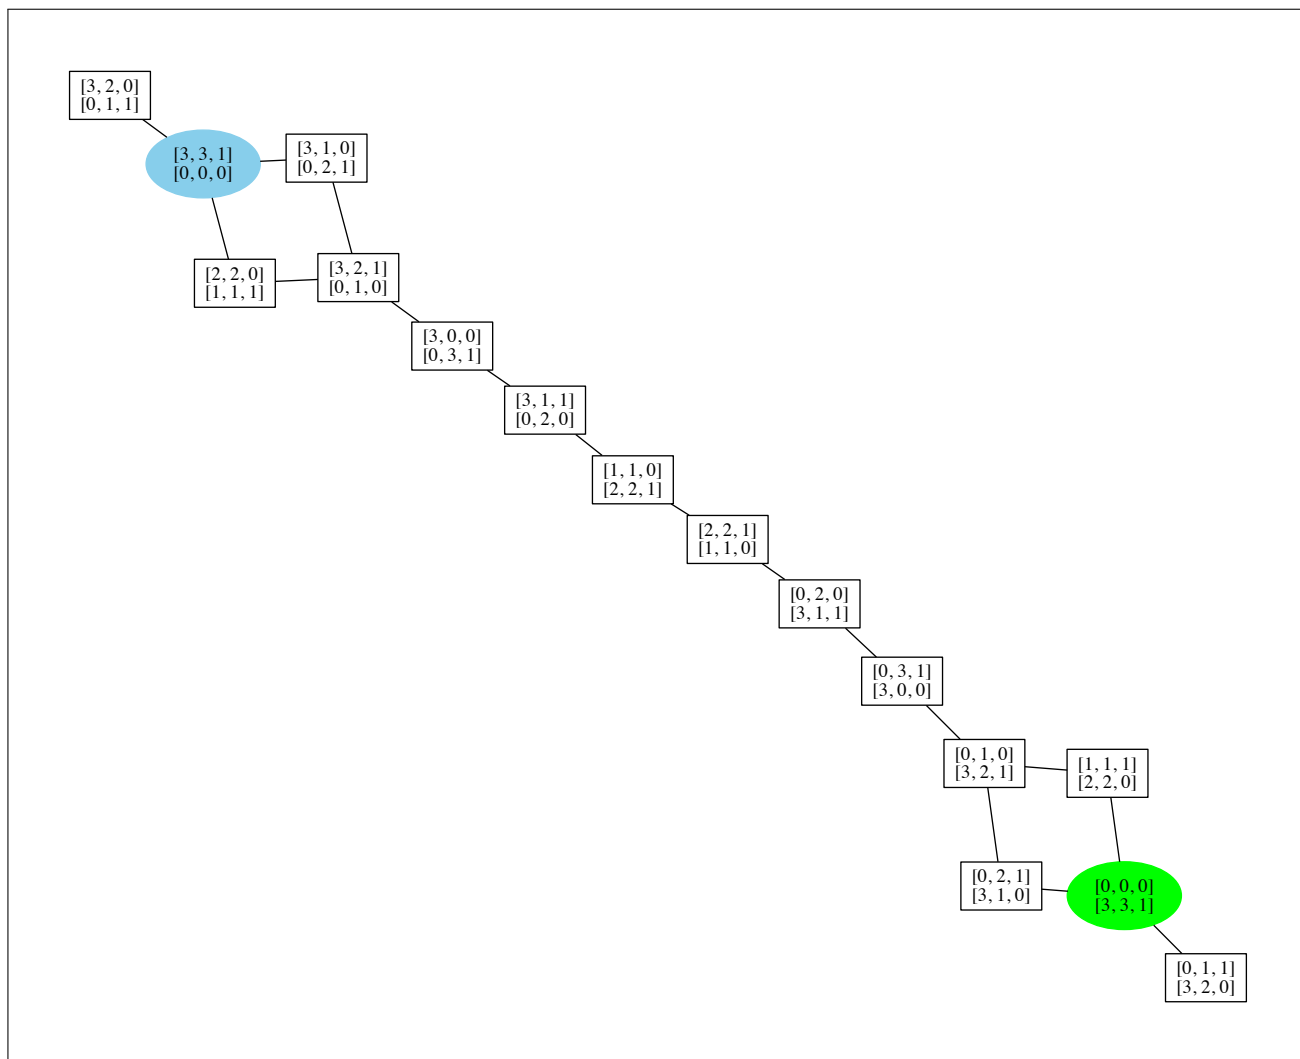 [3, 2, 0]
[0, 1, 1]
[3, 3, 1]
[0, 0, 0]
[3, 1, 0]
[0, 2, 1]
[2, 2, 0]
[1, 1, 1]
[3, 2, 1]
[0, 1, 0]
[3, 0, 0]
[0, 3, 1]
[3, 1, 1]
[0, 2, 0]
[1, 1, 0]
[2, 2, 1]
[2, 2, 1]
[1, 1, 0]
[0, 2, 0]
[3, 1, 1]
[0, 3, 1]
[3, 0, 0]
[0, 1, 0]
[3, 2, 1]
[1, 1, 1]
[2, 2, 0]
[0, 2, 1]
[3, 1, 0]
[0, 0, 0]
[3, 3, 1]
[0, 1, 1]
[3, 2, 0]